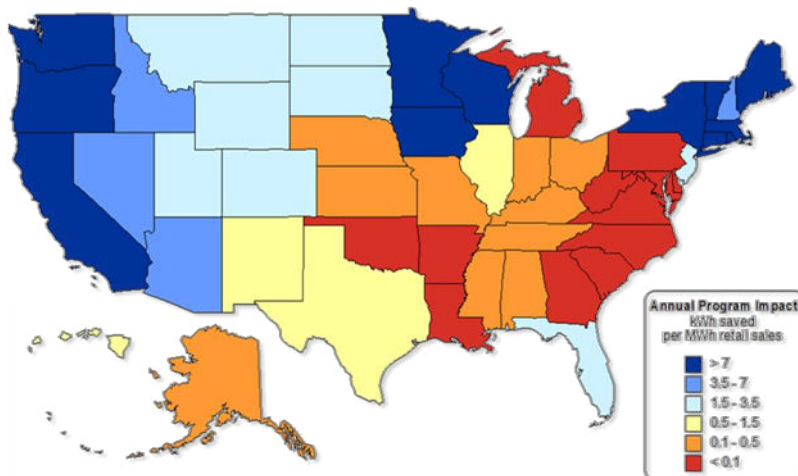 Annual Program Impact
kWh saved
per MWh retail sales
> 7
3.5 - 7
1.5 - 3.5
0.5 - 1.5
0.1 - 0.5
< 0.1